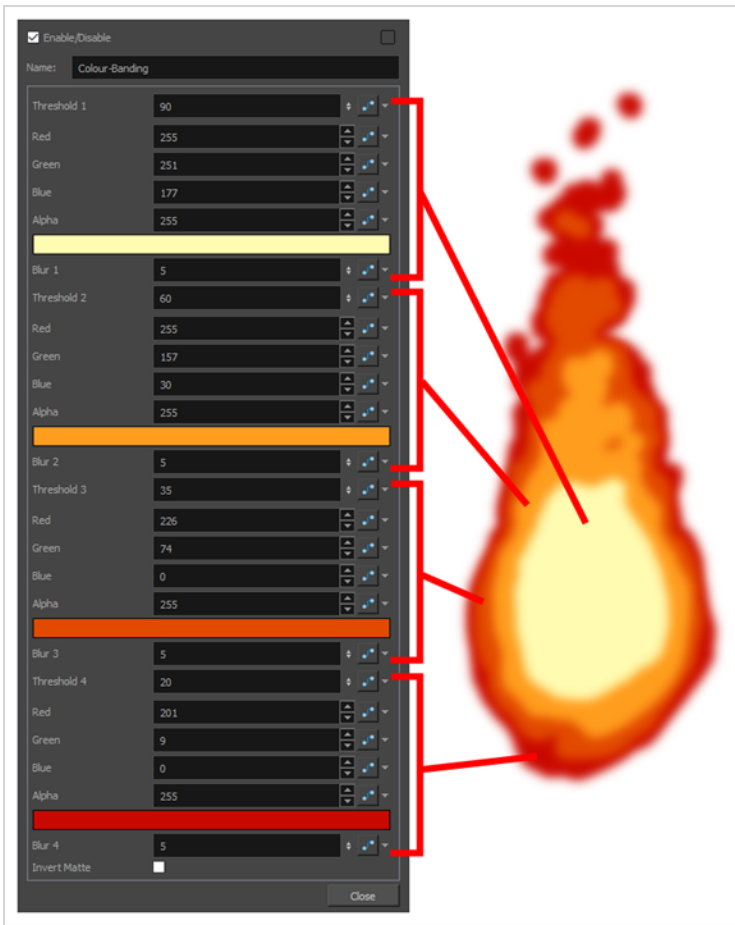 Enable/Disable
Name: Colour-Banding
Threshold 1 90
Red 255
Green 251
Blue 177
Alpha 255
Blur 1 5
Threshold 2 60
Red 255
Green 157
Blue 30
Alpha 255
Blur 2 5
Threshold 3 35
Red 226
Green 74
Blue 0
Alpha 255
Blur 3 5
Threshold 4 20
Red 201
Green 9
Blue 0
Alpha 255
Blur 4 5
Invert Matte
Close